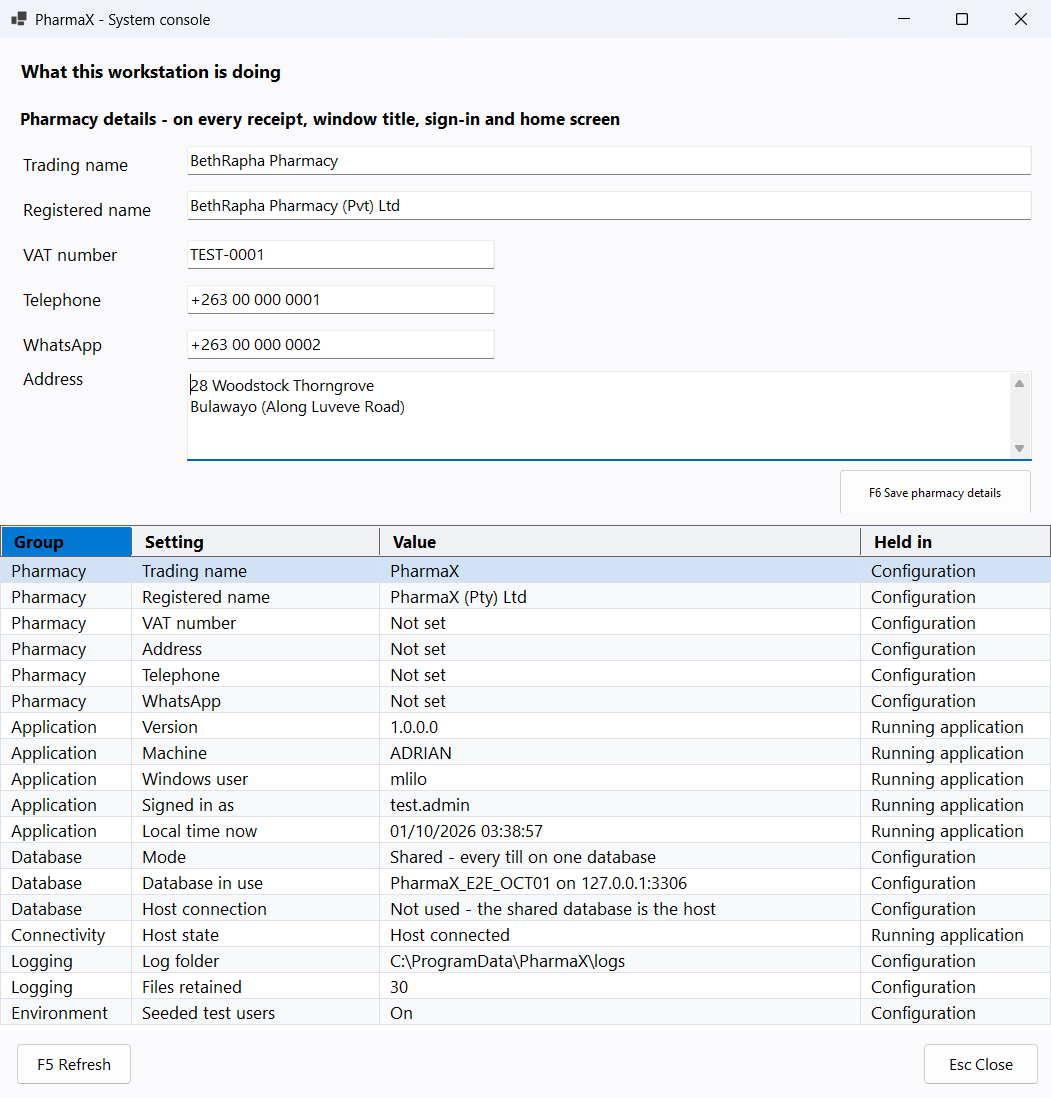 PharmaX - System console
What this workstation is doing
Pharmacy details - on every receipt, window title, sign-in and home screen
Trading name BethRapha Pharmacy
Registered name BethRapha Pharmacy (Pvt) Ltd
VAT number TEST-0001
Telephone +263 00 000 0001
WhatsApp +263 00 000 0002
Address 28 Woodstock Thorngrove
Bulawayo (Along Luveve Road)
F6 Save pharmacy details
Group Setting Value Held in
Pharmacy Trading name PharmaX Configuration
Pharmacy Registered name PharmaX (Pty) Ltd Configuration
Pharmacy VAT number Not set Configuration
Pharmacy Address Not set Configuration
Pharmacy Telephone Not set Configuration
Pharmacy WhatsApp Not set Configuration
Application Version 1.0.0.0 Running application
Application Machine ADRIAN Running application
Application Windows user mlilo Running application
Application Signed in as test.admin Running application
Application Local time now 01/10/2026 03:38:57 Running application
Database Mode Shared - every till on one database Configuration
Database Database in use PharmaX_E2E_OCT01 on 127.0.0.1:3306 Configuration
Database Host connection Not used - the shared database is the host Configuration
Connectivity Host state Host connected Running application
Logging Log folder C:\ProgramData\PharmaX\logs Configuration
Logging Files retained 30 Configuration
Environment Seeded test users On Configuration
F5 Refresh Esc Close